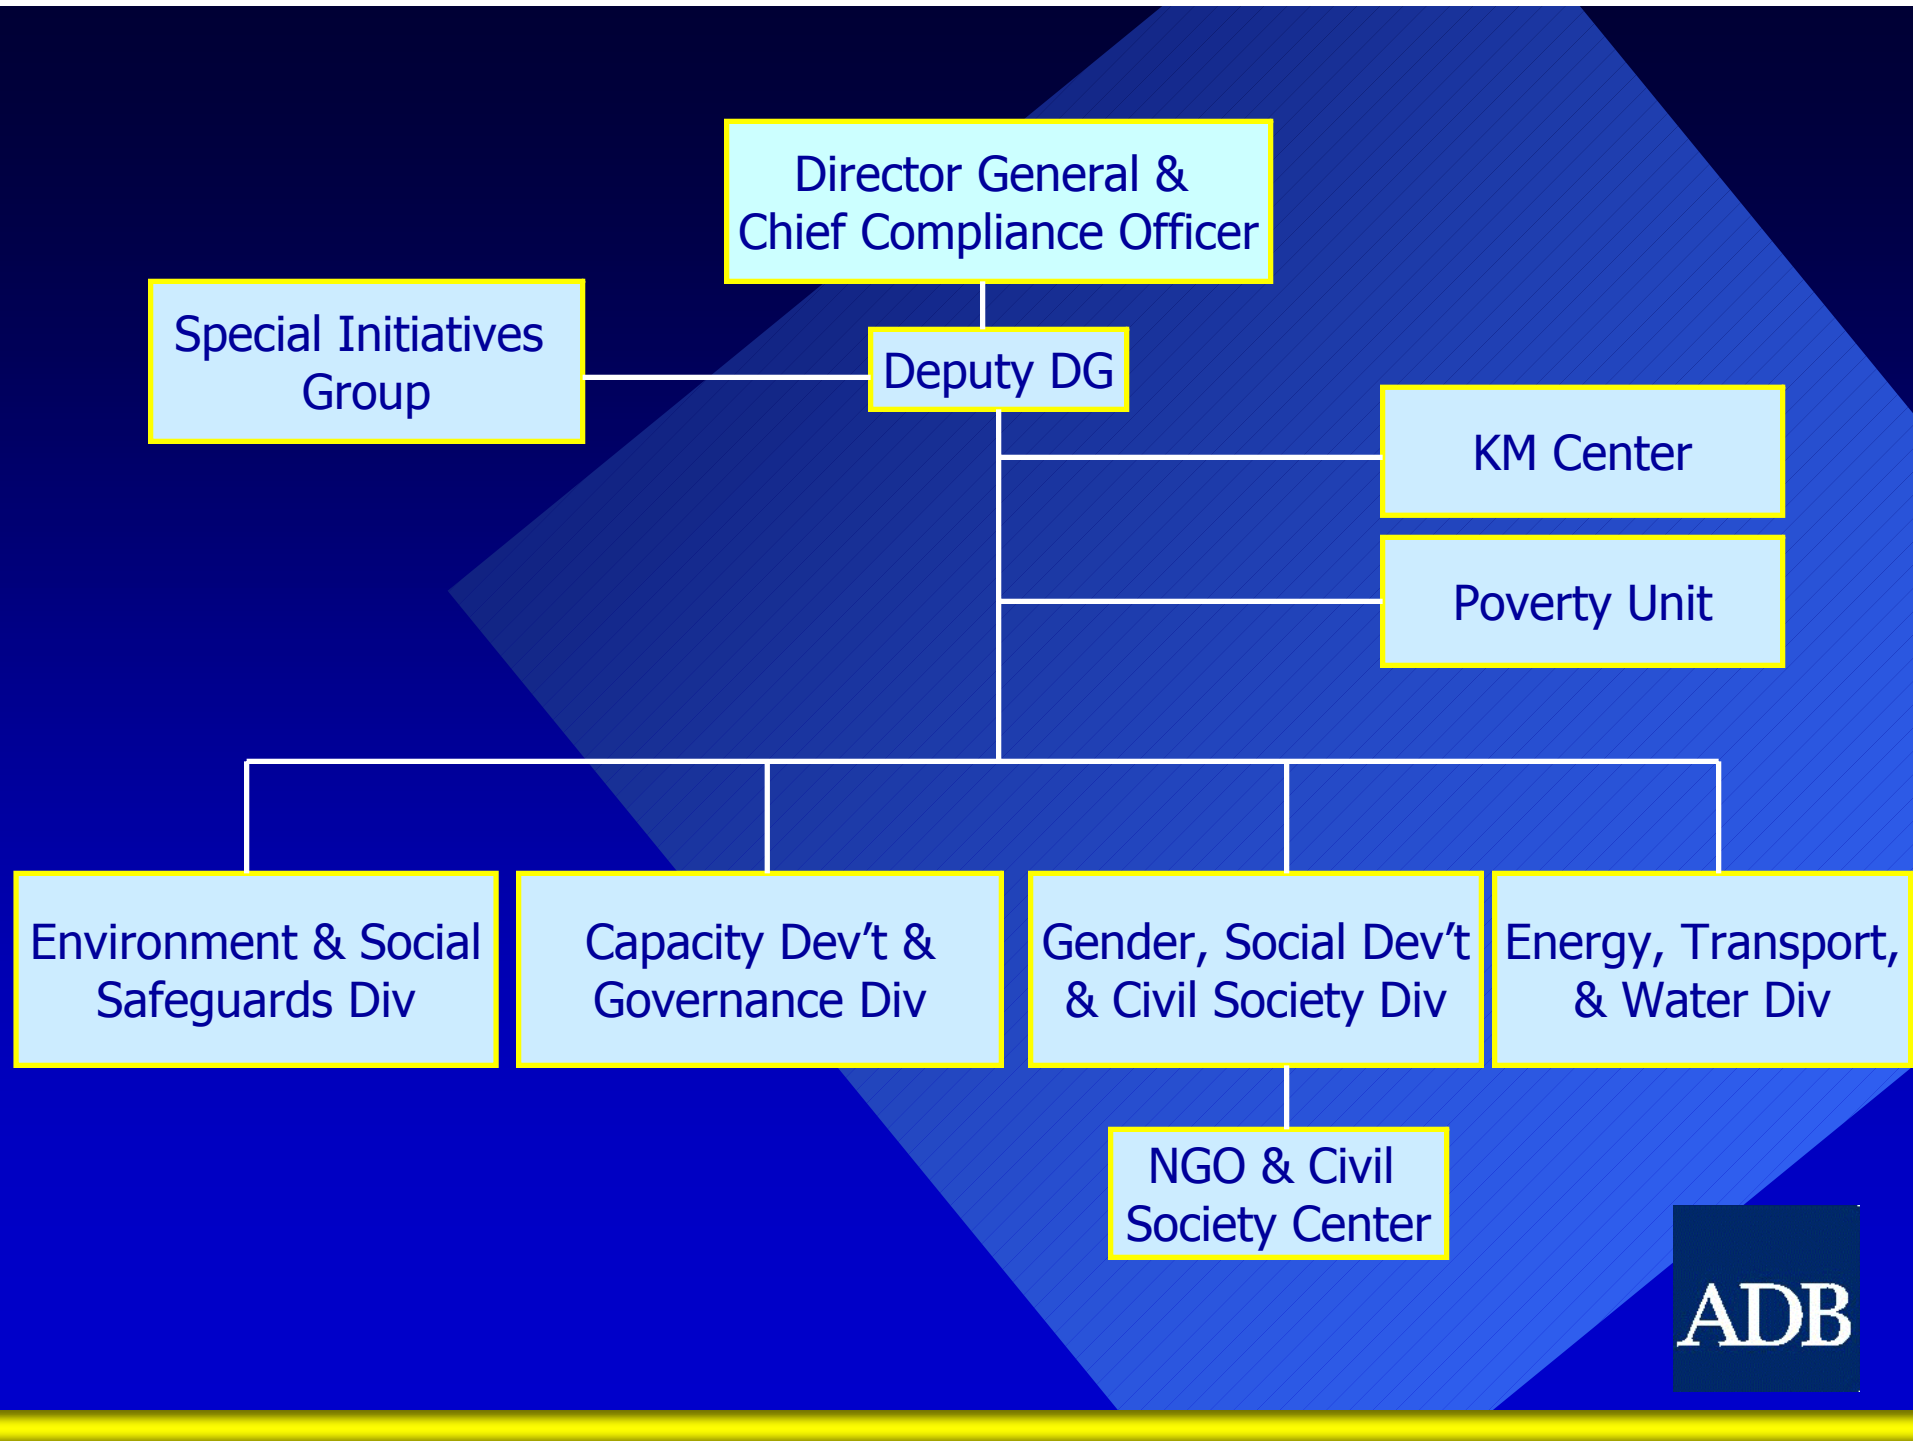 Director General &
Chief Compliance Officer
Special Initiatives
Group
Deputy DG
KM Center
Poverty Unit
Environment & Social
Safeguards Div
Capacity Dev’t &
Governance Div
Gender, Social Dev’t
& Civil Society Div
Energy, Transport,
& Water Div
NGO & Civil
Society Center
ADB